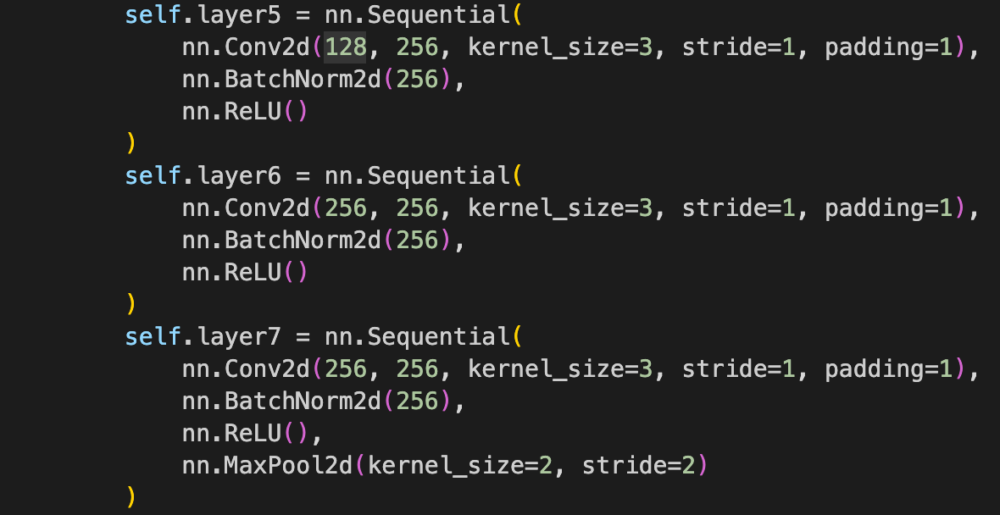 self.layer5 = nn.Sequential(
nn.Conv2d(128, 256, kernel_size=3, stride=1, padding=1),
nn.BatchNorm2d(256),
nn.ReLU()
)
self.layer6 = nn.Sequential(
nn.Conv2d(256, 256, kernel_size=3, stride=1, padding=1),
nn.BatchNorm2d(256),
nn.ReLU()
)
self.layer7 = nn.Sequential(
nn.Conv2d(256, 256, kernel_size=3, stride=1, padding=1),
nn.BatchNorm2d(256),
nn.ReLU(),
nn.MaxPool2d(kernel_size=2, stride=2)
)